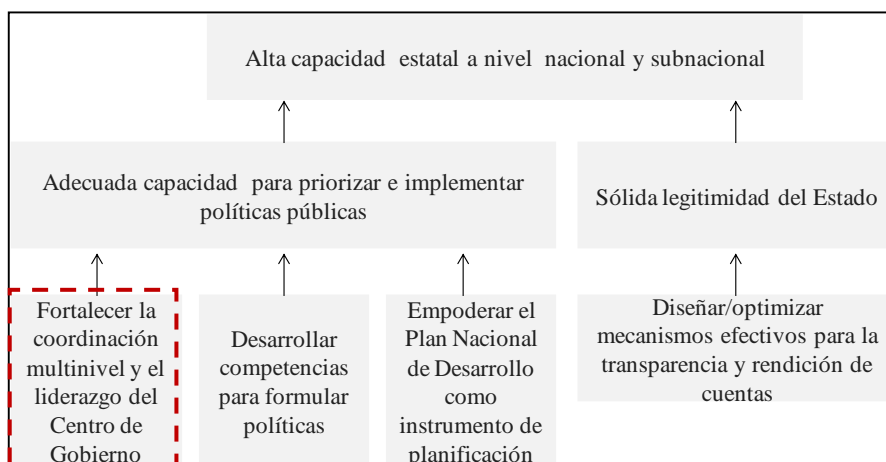 Alta capacidad estatal a nivel nacional y subnacional
Adecuada capacidad para priorizar e implementar
políticas públicas
Sólida legitimidad del Estado
Fortalecer la
coordinación
multinivel y el
liderazgo del
Centro de
Gobierno
Desarrollar
competencias
para formular
políticas
Empoderar el
Plan Nacional
de Desarrollo
como
instrumento de
planificación
Diseñar/optimizar
mecanismos efectivos para la
transparencia y rendición de
cuentas